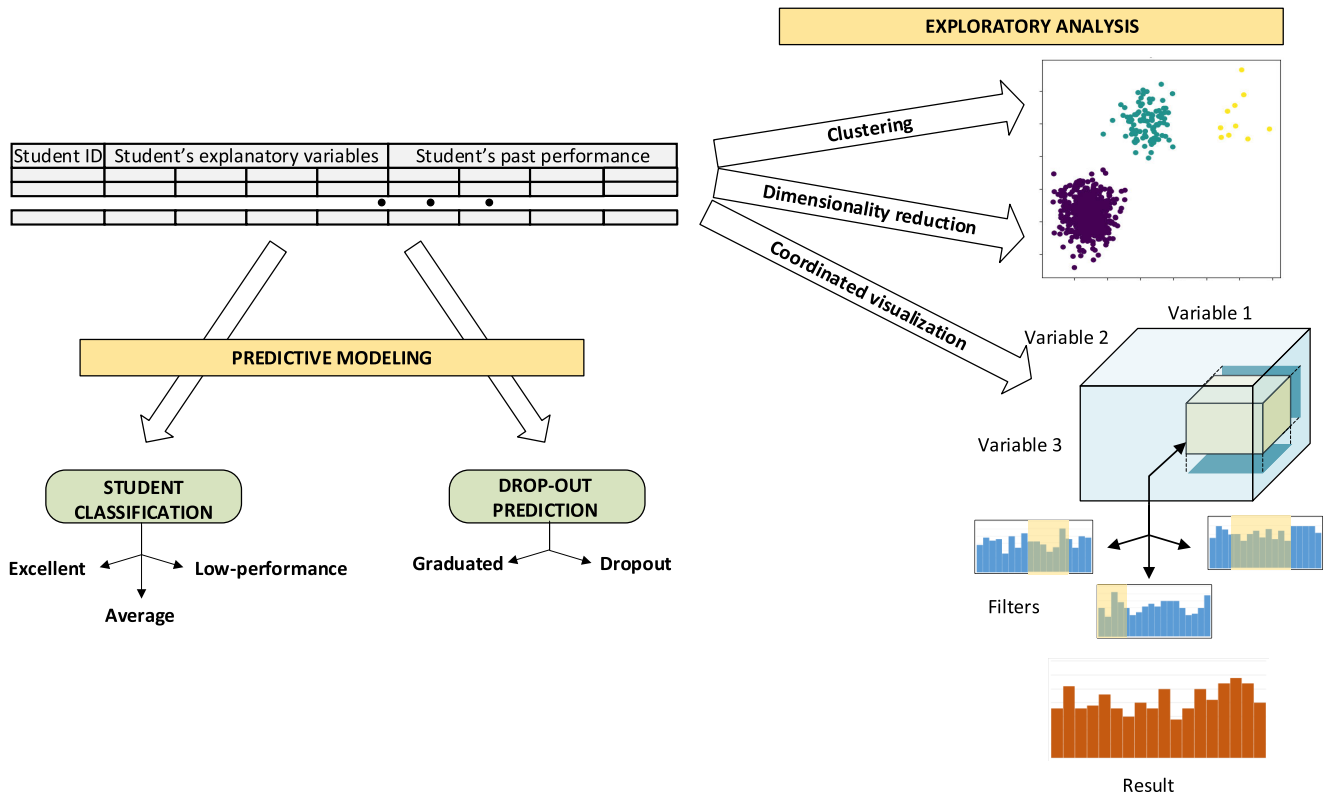 EXPLORATORY ANALYSIS
Clustering
Student ID
Student's explanatory variables
Student's past performance
Dimensionality reduction
Coordinated visualization
Variable 1
Variable 2
Variable 3
PREDICTIVE MODELING
STUDENT
CLASSIFICATION
DROP-OUT
PREDICTION
Excellent
Low-performance
Average
Graduated
Dropout
Filters
Result